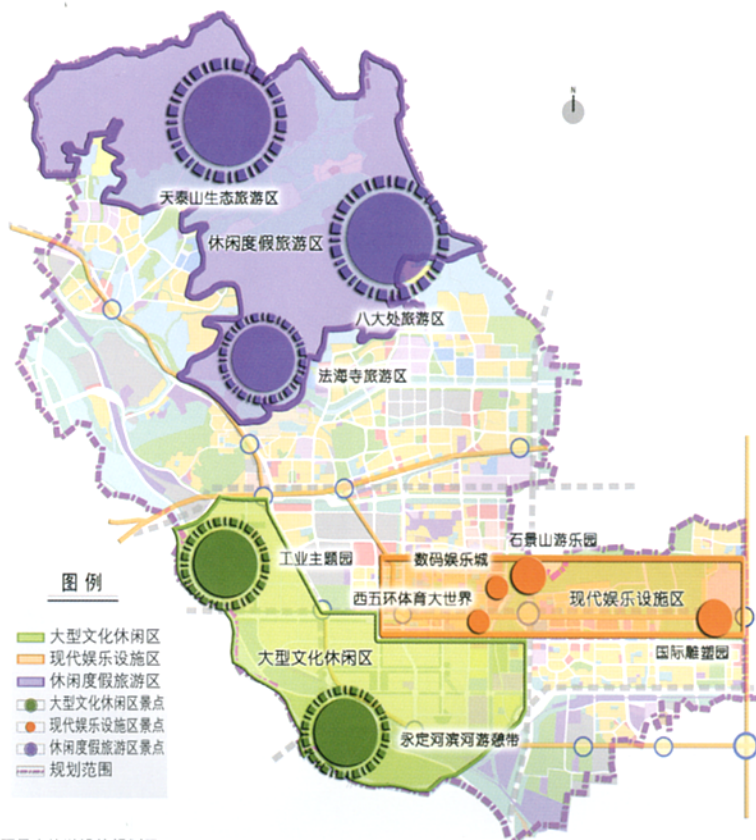 N
天泰山生态旅游区
休闲度假旅游区
八大处旅游区
法海寺旅游区
石景山游乐园
工业主题园
数码娱乐城
西五环体育大世界
现代娱乐设施区
国际雕塑园
大型文化休闲区
永定河滨河游憩带
图例
大型文化休闲区
现代娱乐设施区
休闲度假旅游区
大型文化休闲区景点
现代娱乐设施区景点
休闲度假旅游区景点
规划范围